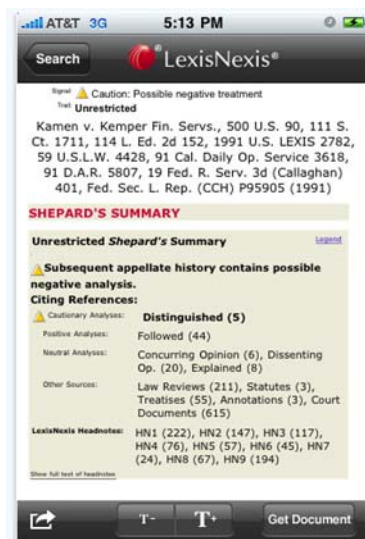 AT&T 3G 5:13 PM
Search LexisNexis®
Signal: Caution: Possible negative treatment
Trail: Unrestricted
Kamen v. Kemper Fin. Servs., 500 U.S. 90, 111 S.
Ct. 1711, 114 L. Ed. 2d 152, 1991 U.S. LEXIS 2782,
59 U.S.L.W. 4428, 91 Cal. Daily Op. Service 3618,
91 D.A.R. 5807, 19 Fed. R. Serv. 3d (Callaghan)
401, Fed. Sec. L. Rep. (CCH) P95905 (1991)
SHEPARD'S SUMMARY
Unrestricted Shepard's Summary Legend
Subsequent appellate history contains possible
negative analysis.
Citing References:
Cautionary Analyses: Distinguished (5)
Positive Analyses: Followed (44)
Neutral Analyses: Concurring Opinion (6), Dissenting
Op. (20), Explained (8)
Other Sources: Law Reviews (211), Statutes (3),
Treatises (55), Annotations (3), Court
Documents (615)
LexisNexis Headnotes: HN1 (222), HN2 (147), HN3 (117),
HN4 (76), HN5 (57), HN6 (45), HN7
(24), HN8 (67), HN9 (194)
Show full text of headnotes
T- T+ Get Document